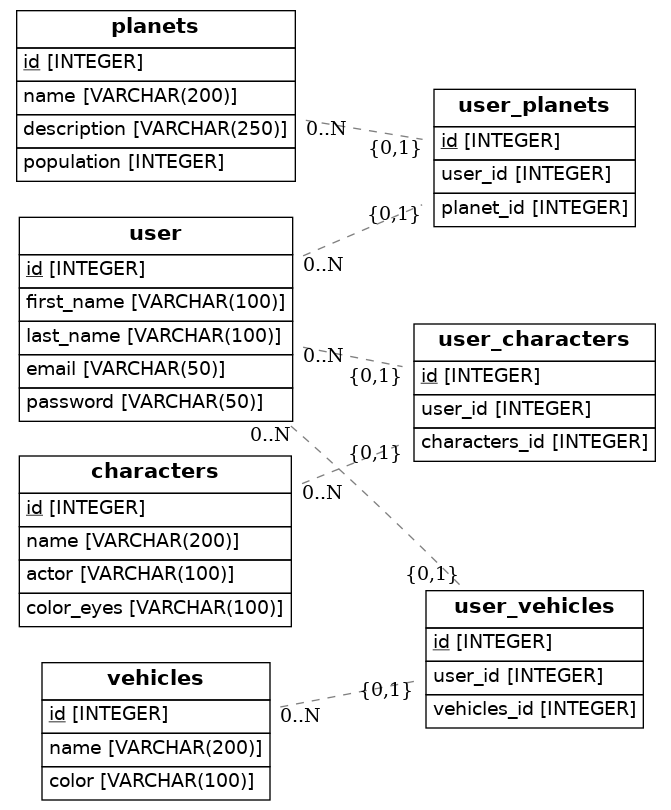 planets
id [INTEGER]
name [VARCHAR(200)]
description [VARCHAR(250)]
population [INTEGER]
0..N
{0,1}
user_planets
id [INTEGER]
user_id [INTEGER]
planet_id [INTEGER]
{0,1}
0..N
user
id [INTEGER]
first_name [VARCHAR(100)]
last_name [VARCHAR(100)]
email [VARCHAR(50)]
password [VARCHAR(50)]
0..N
{0,1}
0..N
user_characters
id [INTEGER]
user_id [INTEGER]
characters_id [INTEGER]
{0,1}
0..N
characters
id [INTEGER]
name [VARCHAR(200)]
actor [VARCHAR(100)]
color_eyes [VARCHAR(100)]
{0,1}
user_vehicles
id [INTEGER]
user_id [INTEGER]
vehicles_id [INTEGER]
{0,1}
0..N
vehicles
id [INTEGER]
name [VARCHAR(200)]
color [VARCHAR(100)]